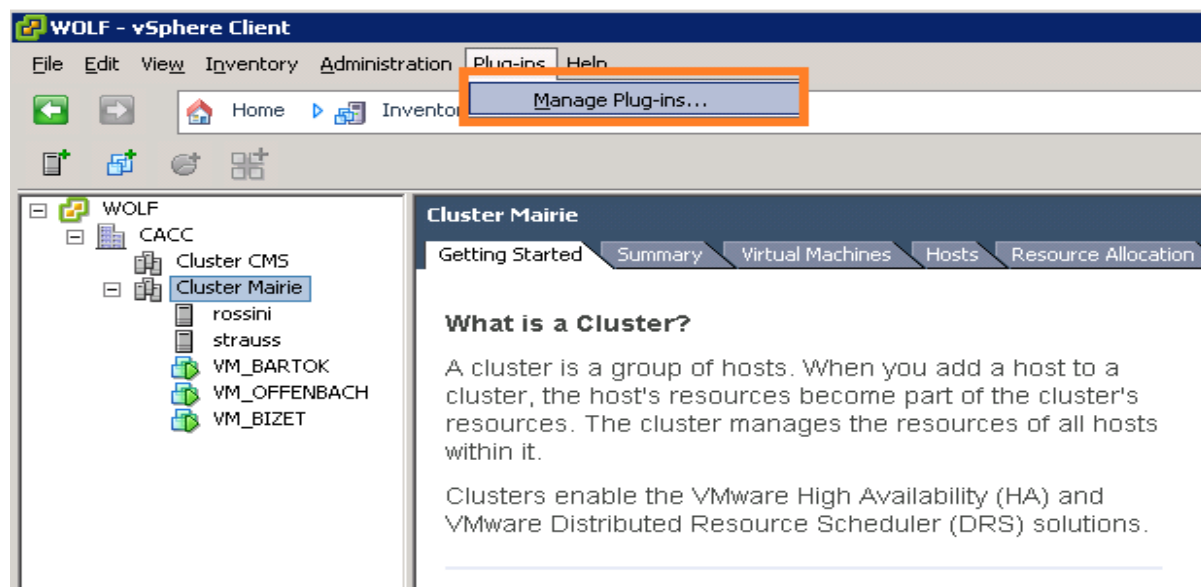 WOLF - vSphere Client
File Edit View Inventory Administration Plug-ins Help
Manage Plug-ins...
Home Inventor
WOLF
CACC
Cluster CMS
Cluster Mairie
rossini
strauss
VM_BARTOK
VM_OFFENBACH
VM_BIZET
Cluster Mairie
Getting Started Summary Virtual Machines Hosts Resource Allocation
What is a Cluster?
A cluster is a group of hosts. When you add a host to a
cluster, the host's resources become part of the cluster's
resources. The cluster manages the resources of all hosts
within it.
Clusters enable the VMware High Availability (HA) and
VMware Distributed Resource Scheduler (DRS) solutions.